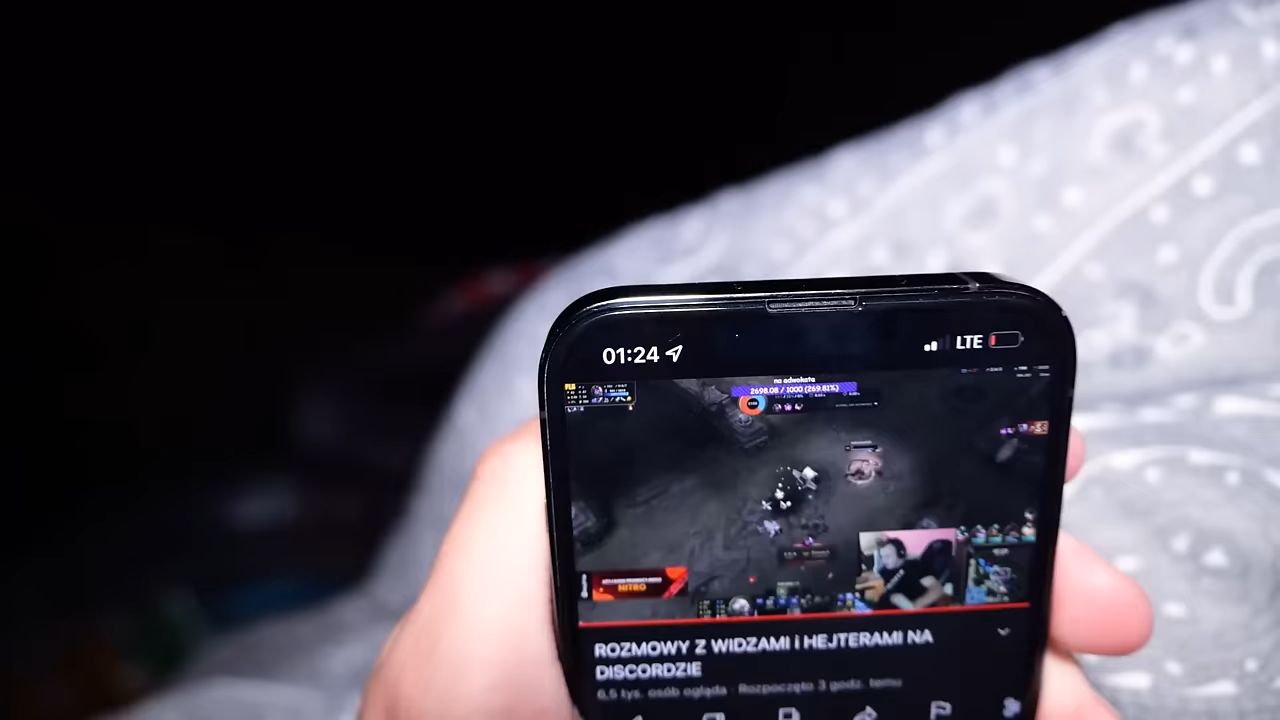 01:24
LTE
na adwokata
2698.08 / 1000 (269.81%)
NITRO
ROZMOWY Z WIDZAMI i HEJTERAMI NA
DISCORDZIE
6,5 tys. osób ogląda · Rozpoczęto 3 godz. temu